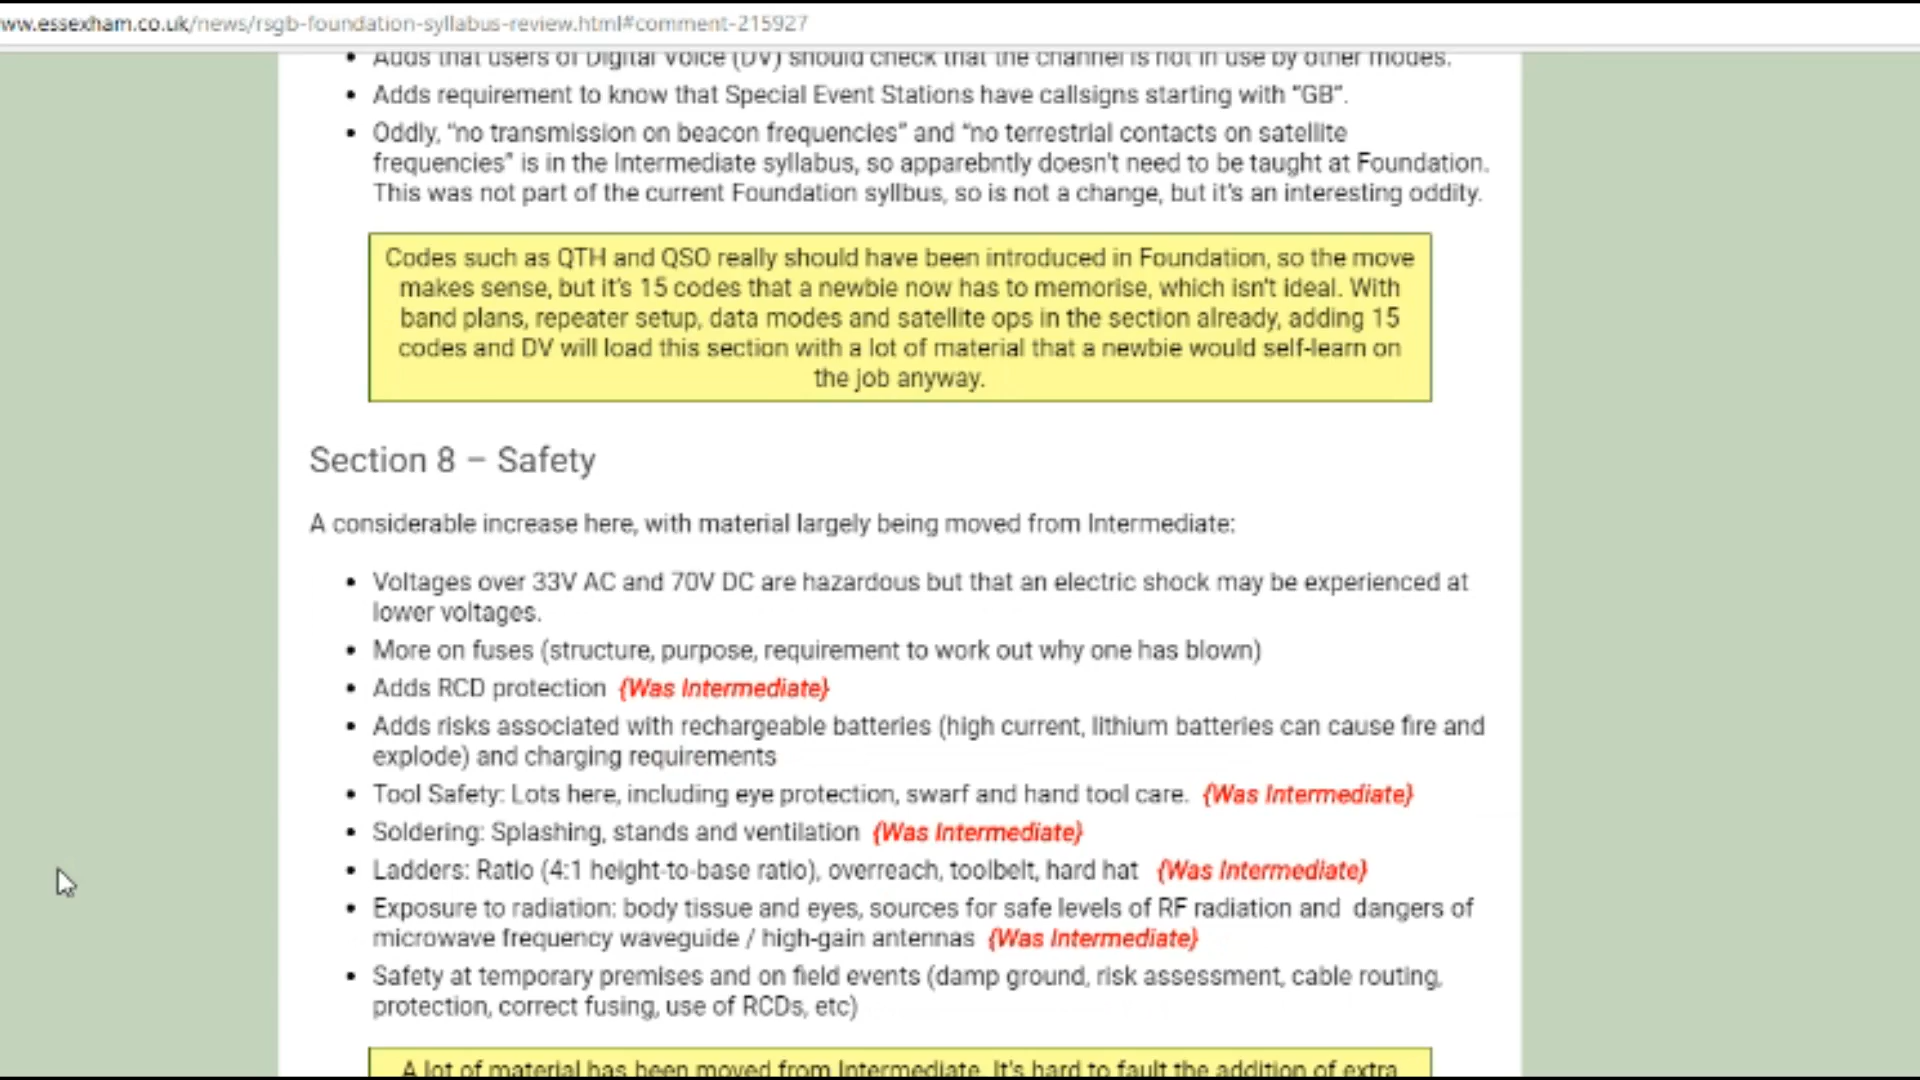 ww.essexham.co.uk/news/rsgb-foundation-syllabus-review.html#comment-215927
• Adds that users of Digital Voice (DV) should check that the channel is not in use by other modes.
• Adds requirement to know that Special Event Stations have callsigns starting with “GB”.
• Oddly, “no transmission on beacon frequencies” and “no terrestrial contacts on satellite
frequencies” is in the Intermediate syllabus, so apparebntly doesn't need to be taught at Foundation.
This was not part of the current Foundation syllbus, so is not a change, but it's an interesting oddity.
Codes such as QTH and QSO really should have been introduced in Foundation, so the move
makes sense, but it's 15 codes that a newbie now has to memorise, which isn't ideal. With
band plans, repeater setup, data modes and satellite ops in the section already, adding 15
codes and DV will load this section with a lot of material that a newbie would self-learn on
the job anyway.
Section 8 – Safety
A considerable increase here, with material largely being moved from Intermediate:
• Voltages over 33V AC and 70V DC are hazardous but that an electric shock may be experienced at
lower voltages.
• More on fuses (structure, purpose, requirement to work out why one has blown)
• Adds RCD protection {Was Intermediate}
• Adds risks associated with rechargeable batteries (high current, lithium batteries can cause fire and
explode) and charging requirements
• Tool Safety: Lots here, including eye protection, swarf and hand tool care. {Was Intermediate}
• Soldering: Splashing, stands and ventilation {Was Intermediate}
• Ladders: Ratio (4:1 height-to-base ratio), overreach, toolbelt, hard hat {Was Intermediate}
• Exposure to radiation: body tissue and eyes, sources for safe levels of RF radiation and dangers of
microwave frequency waveguide / high-gain antennas {Was Intermediate}
• Safety at temporary premises and on field events (damp ground, risk assessment, cable routing,
protection, correct fusing, use of RCDs, etc)
A lot of material has been moved from Intermediate. It's hard to fault the addition of extra